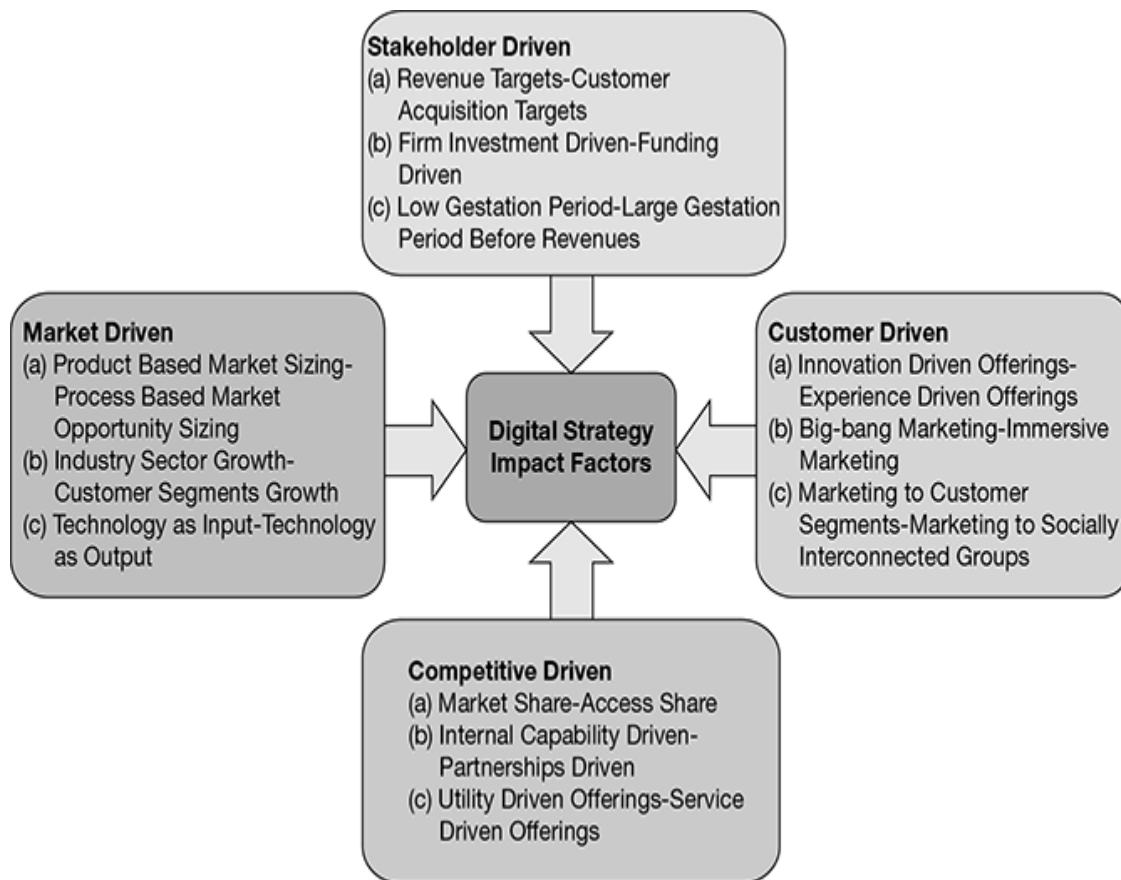 Stakeholder Driven
(a) Revenue Targets-Customer
Acquisition Targets
(b) Firm Investment Driven-Funding
Driven
(c) Low Gestation Period-Large Gestation
Period Before Revenues
Market Driven
(a) Product Based Market Sizing-
Process Based Market
Opportunity Sizing
(b) Industry Sector Growth-
Customer Segments Growth
(c) Technology as Input-Technology
as Output
Digital Strategy
Impact Factors
Customer Driven
(a) Innovation Driven Offerings-
Experience Driven Offerings
(b) Big-bang Marketing-Immersive
Marketing
(c) Marketing to Customer
Segments-Marketing to Socially
Interconnected Groups
Competitive Driven
(a) Market Share-Access Share
(b) Internal Capability Driven-
Partnerships Driven
(c) Utility Driven Offerings-Service
Driven Offerings